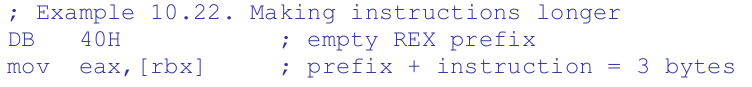 ; Example 10.22. Making instructions longer
DB   40H            ; empty REX prefix
mov  eax,[rbx]      ; prefix + instruction = 3 bytes